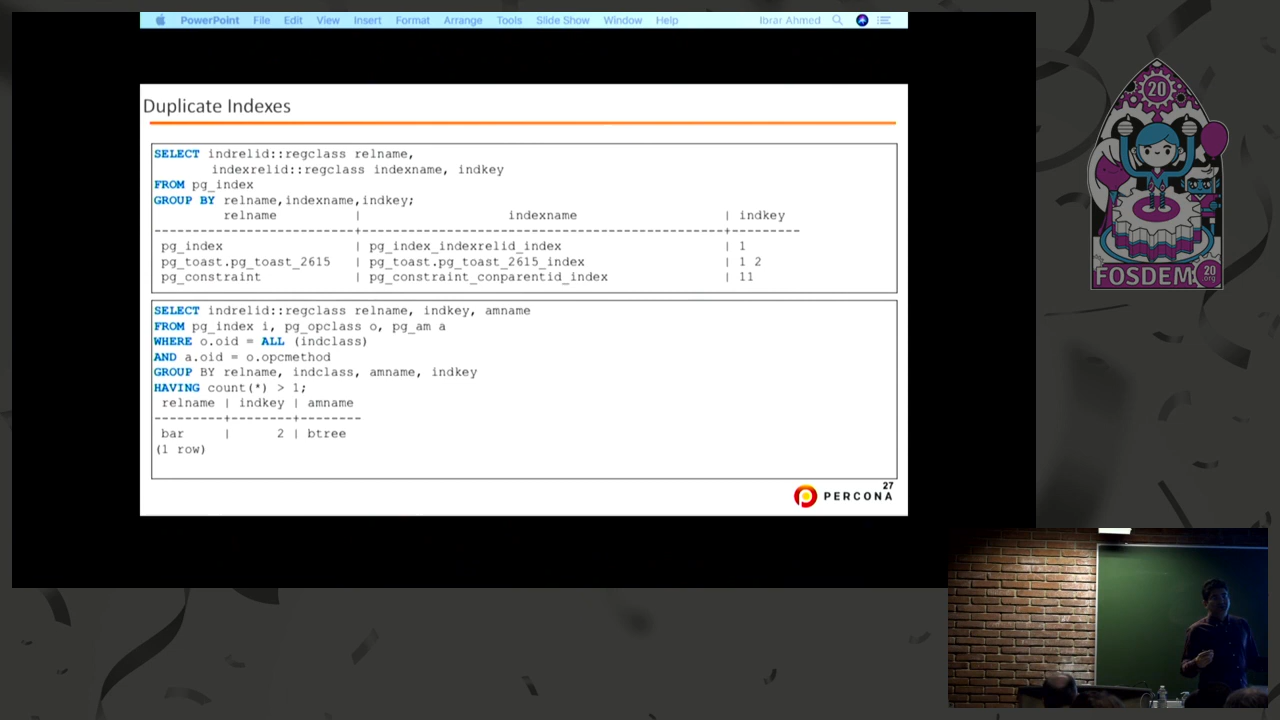 PowerPoint File Edit View Insert Format Arrange Tools Slide Show Window Help Ibrar Ahmed
Duplicate Indexes
SELECT indrelid::regclass relname,
indexrelid::regclass indexname, indkey
FROM pg_index
GROUP BY relname,indexname,indkey;
relname | indexname | indkey
---------------------------+------------------------------------------------+---------
pg_index | pg_index_indexrelid_index | 1
pg_toast.pg_toast_2615 | pg_toast.pg_toast_2615_index | 1 2
pg_constraint | pg_constraint_conparentid_index | 11
SELECT indrelid::regclass relname, indkey, amname
FROM pg_index i, pg_opclass o, pg_am a
WHERE o.oid = ALL (indclass)
AND a.oid = o.opcmethod
GROUP BY relname, indclass, amname, indkey
HAVING count(*) > 1;
relname | indkey | amname
---------+--------+--------
bar | 2 | btree
(1 row)
27
PERCONA
20
FOSDEM 20
.org